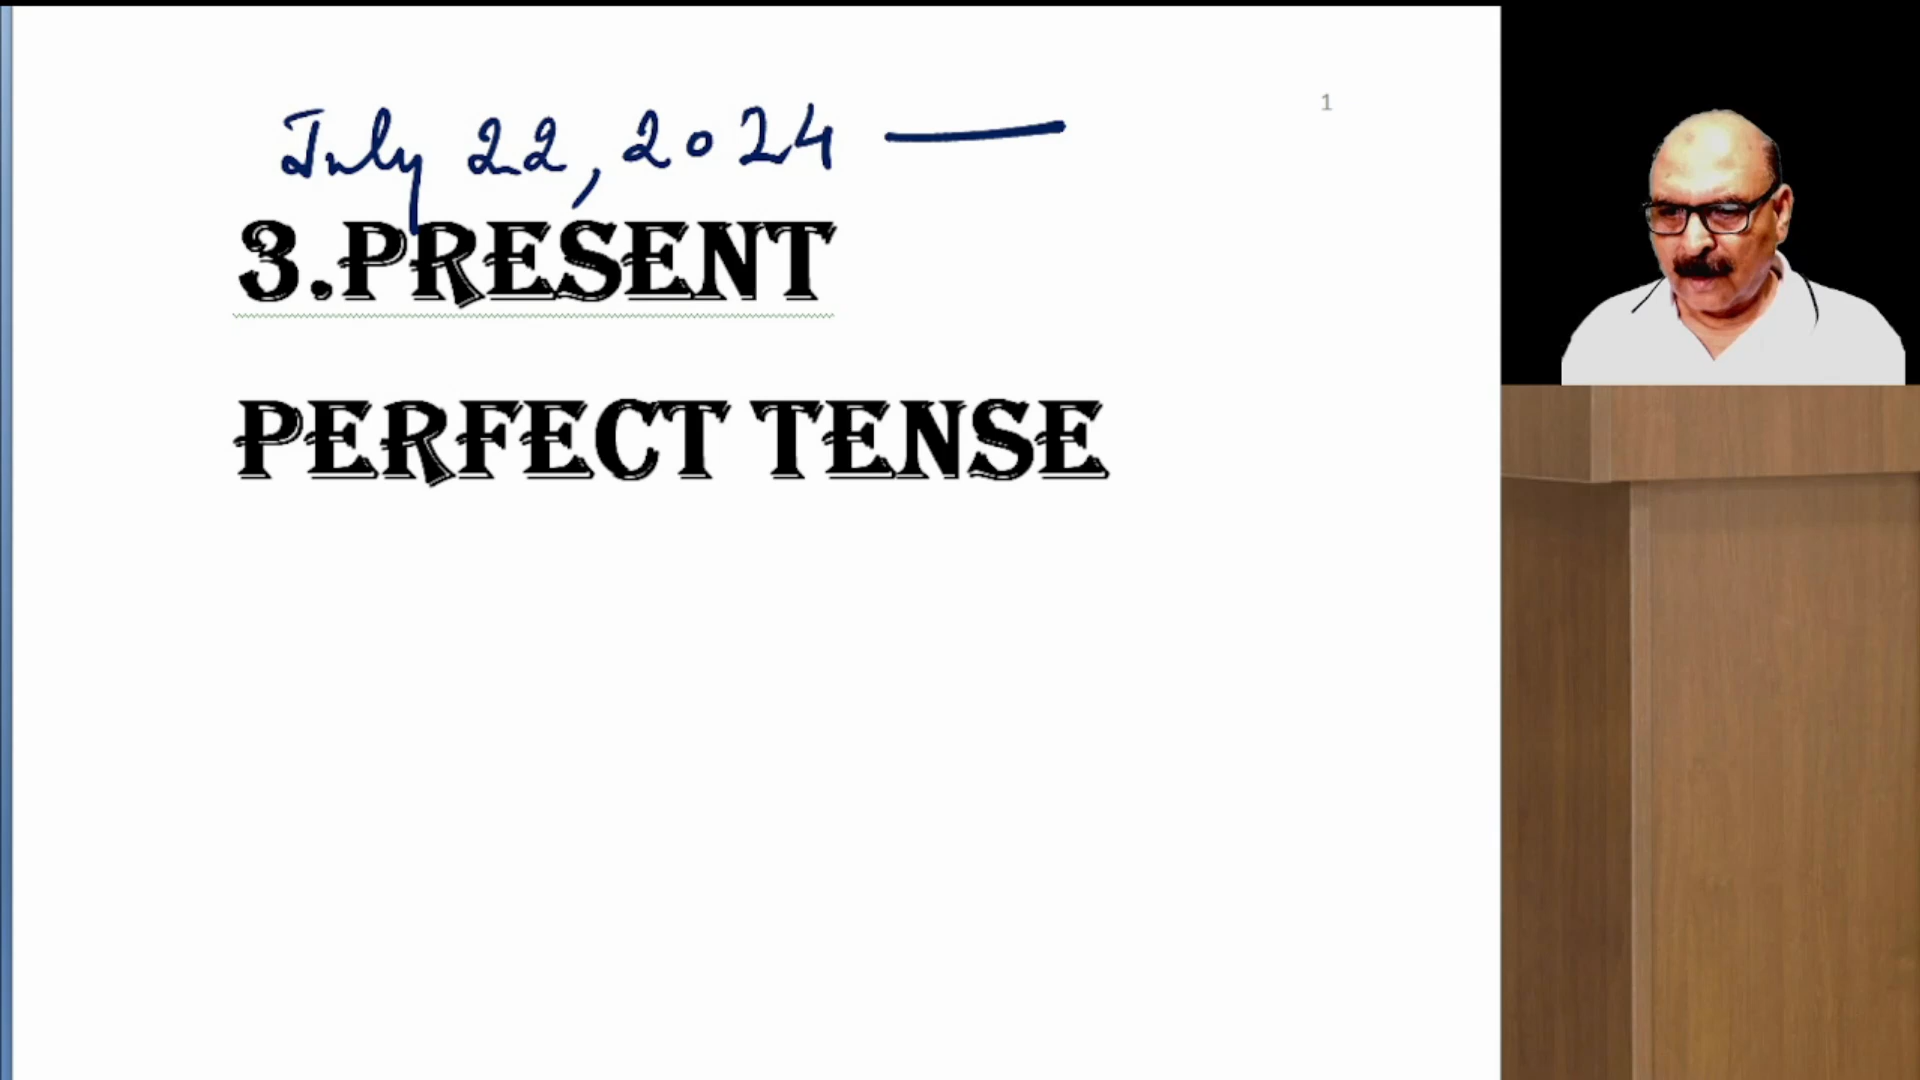 1
July 22, 2024 —
3.PRESENT
PERFECT TENSE